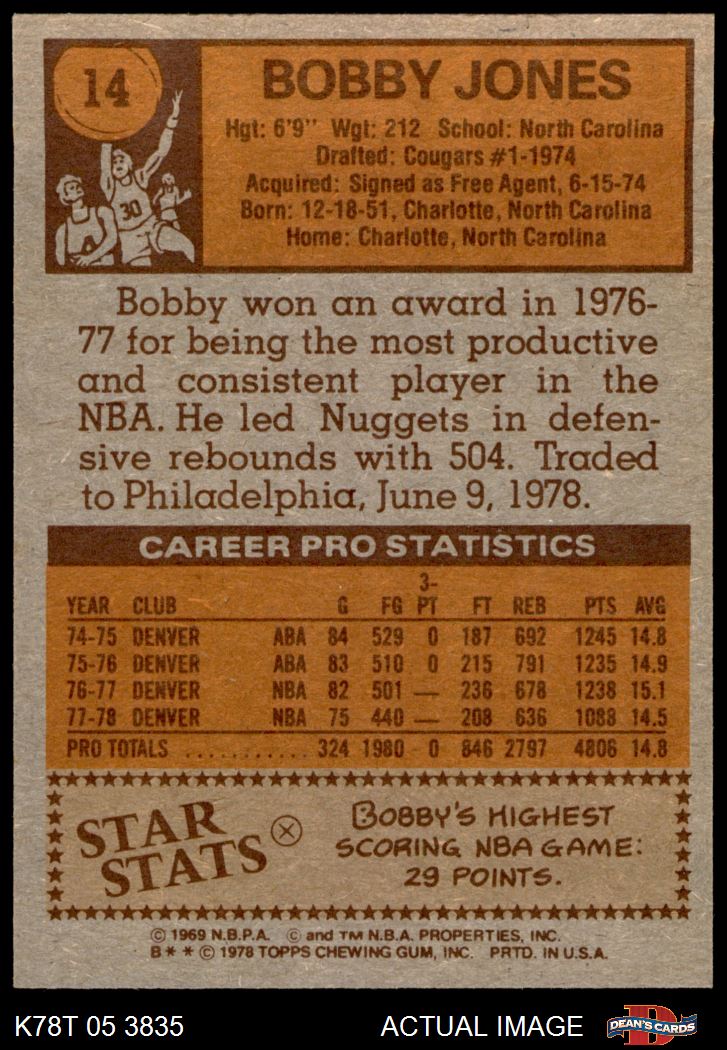 14
BOBBY JONES
Hgt: 6'9" Wgt: 212 School: North Carolina
Drafted: Cougars #1-1974
Acquired: Signed as Free Agent, 6-15-74
Born: 12-18-51, Charlotte, North Carolina
Home: Charlotte, North Carolina
30
Bobby won an award in 1976-
77 for being the most productive
and consistent player in the
NBA. He led Nuggets in defen-
sive rebounds with 504. Traded
to Philadelphia, June 9, 1978.
CAREER PRO STATISTICS
YEAR CLUB G FG 3-PT FT REB PTS AVG
74-75 DENVER ABA 84 529 0 187 692 1245 14.8
75-76 DENVER ABA 83 510 0 215 791 1235 14.9
76-77 DENVER NBA 82 501 — 236 678 1238 15.1
77-78 DENVER NBA 75 440 — 208 636 1088 14.5
PRO TOTALS ............ 324 1980 0 846 2797 4806 14.8
STAR
STATS
BOBBY'S HIGHEST
SCORING NBA GAME:
29 POINTS.
© 1969 N.B.P.A. © and TM N.B.A. PROPERTIES, INC.
B * * © 1978 TOPPS CHEWING GUM, INC. PRTD. IN U.S.A.
K78T 05 3835 ACTUAL IMAGE DEAN'S CARDS